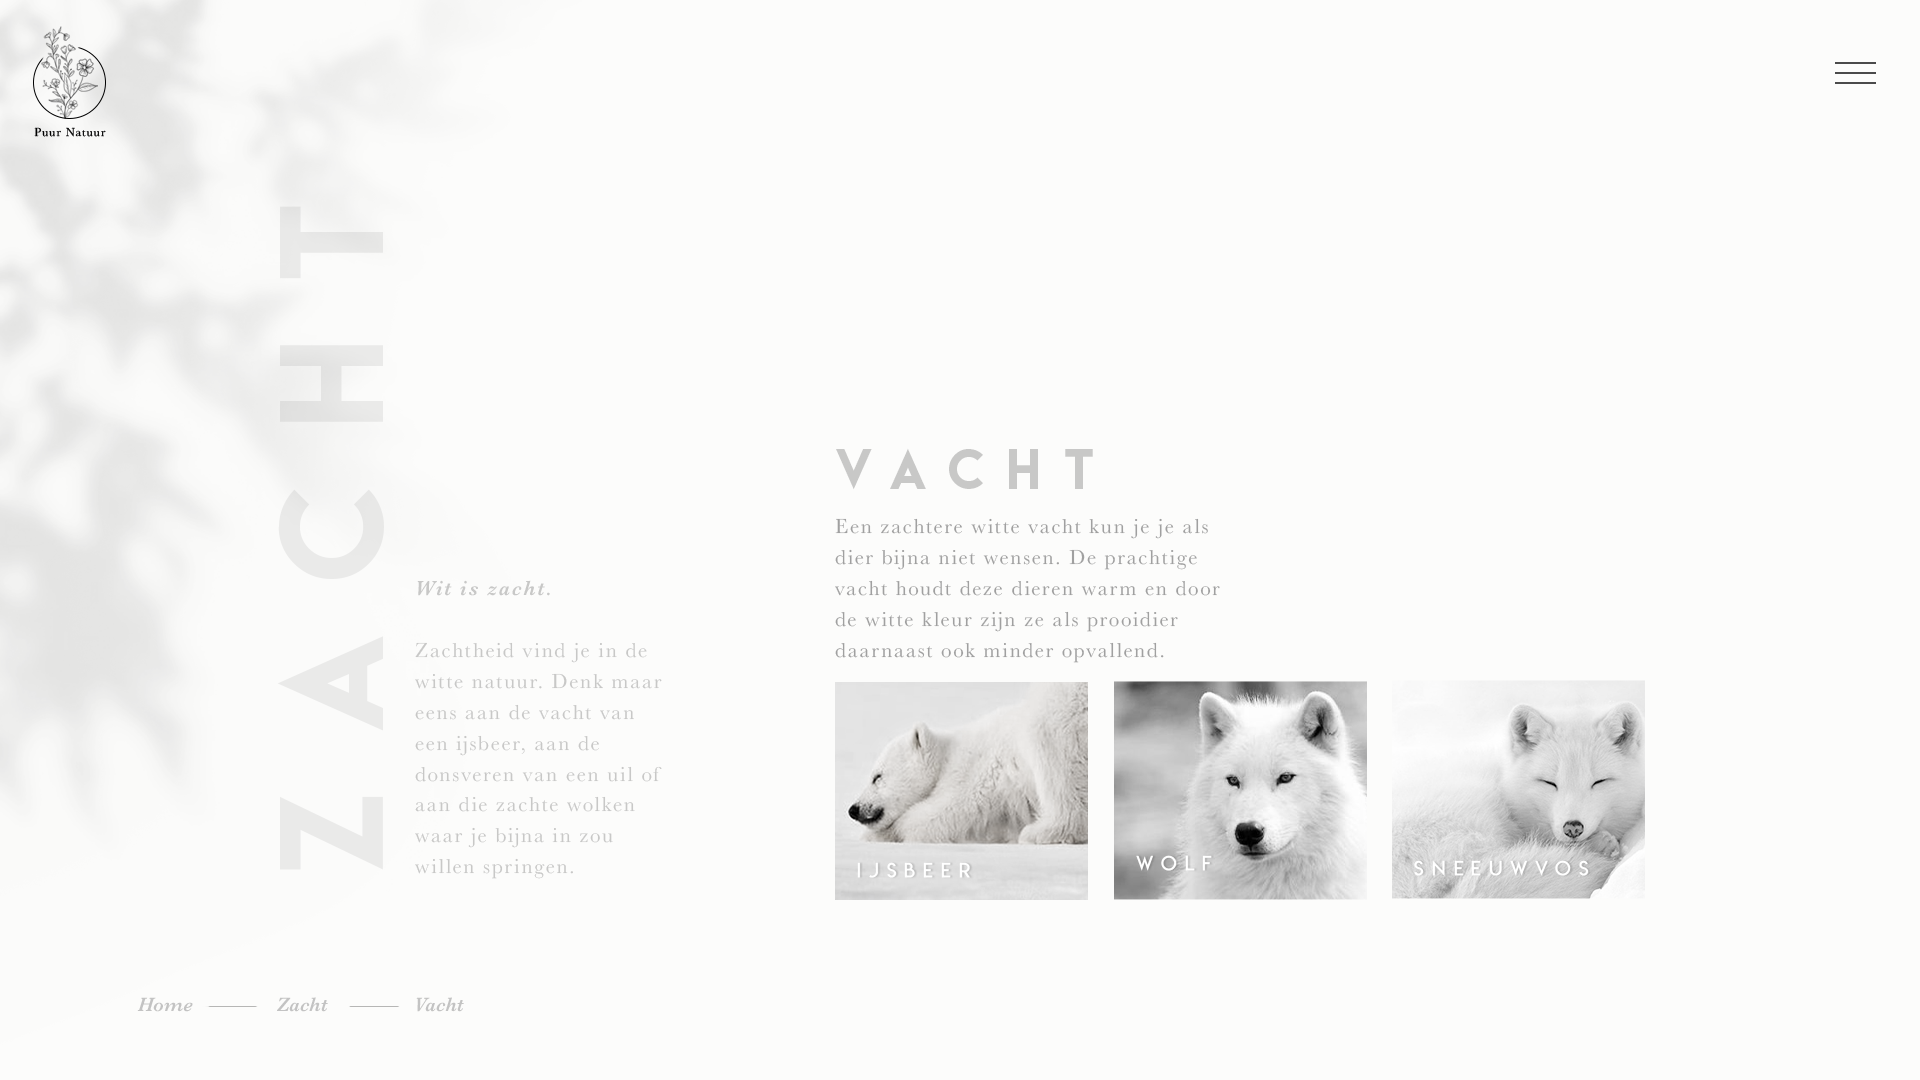 Puur Natuur
ZACHT
Wit is zacht.
Zachtheid vind je in de
witte natuur. Denk maar
eens aan de vacht van
een ijsbeer, aan de
donsveren van een uil of
aan die zachte wolken
waar je bijna in zou
willen springen.
VACHT
Een zachtere witte vacht kun je je als
dier bijna niet wensen. De prachtige
vacht houdt deze dieren warm en door
de witte kleur zijn ze als prooidier
daarnaast ook minder opvallend.
IJSBEER
WOLF
SNEEUWVOS
Home — Zacht — Vacht